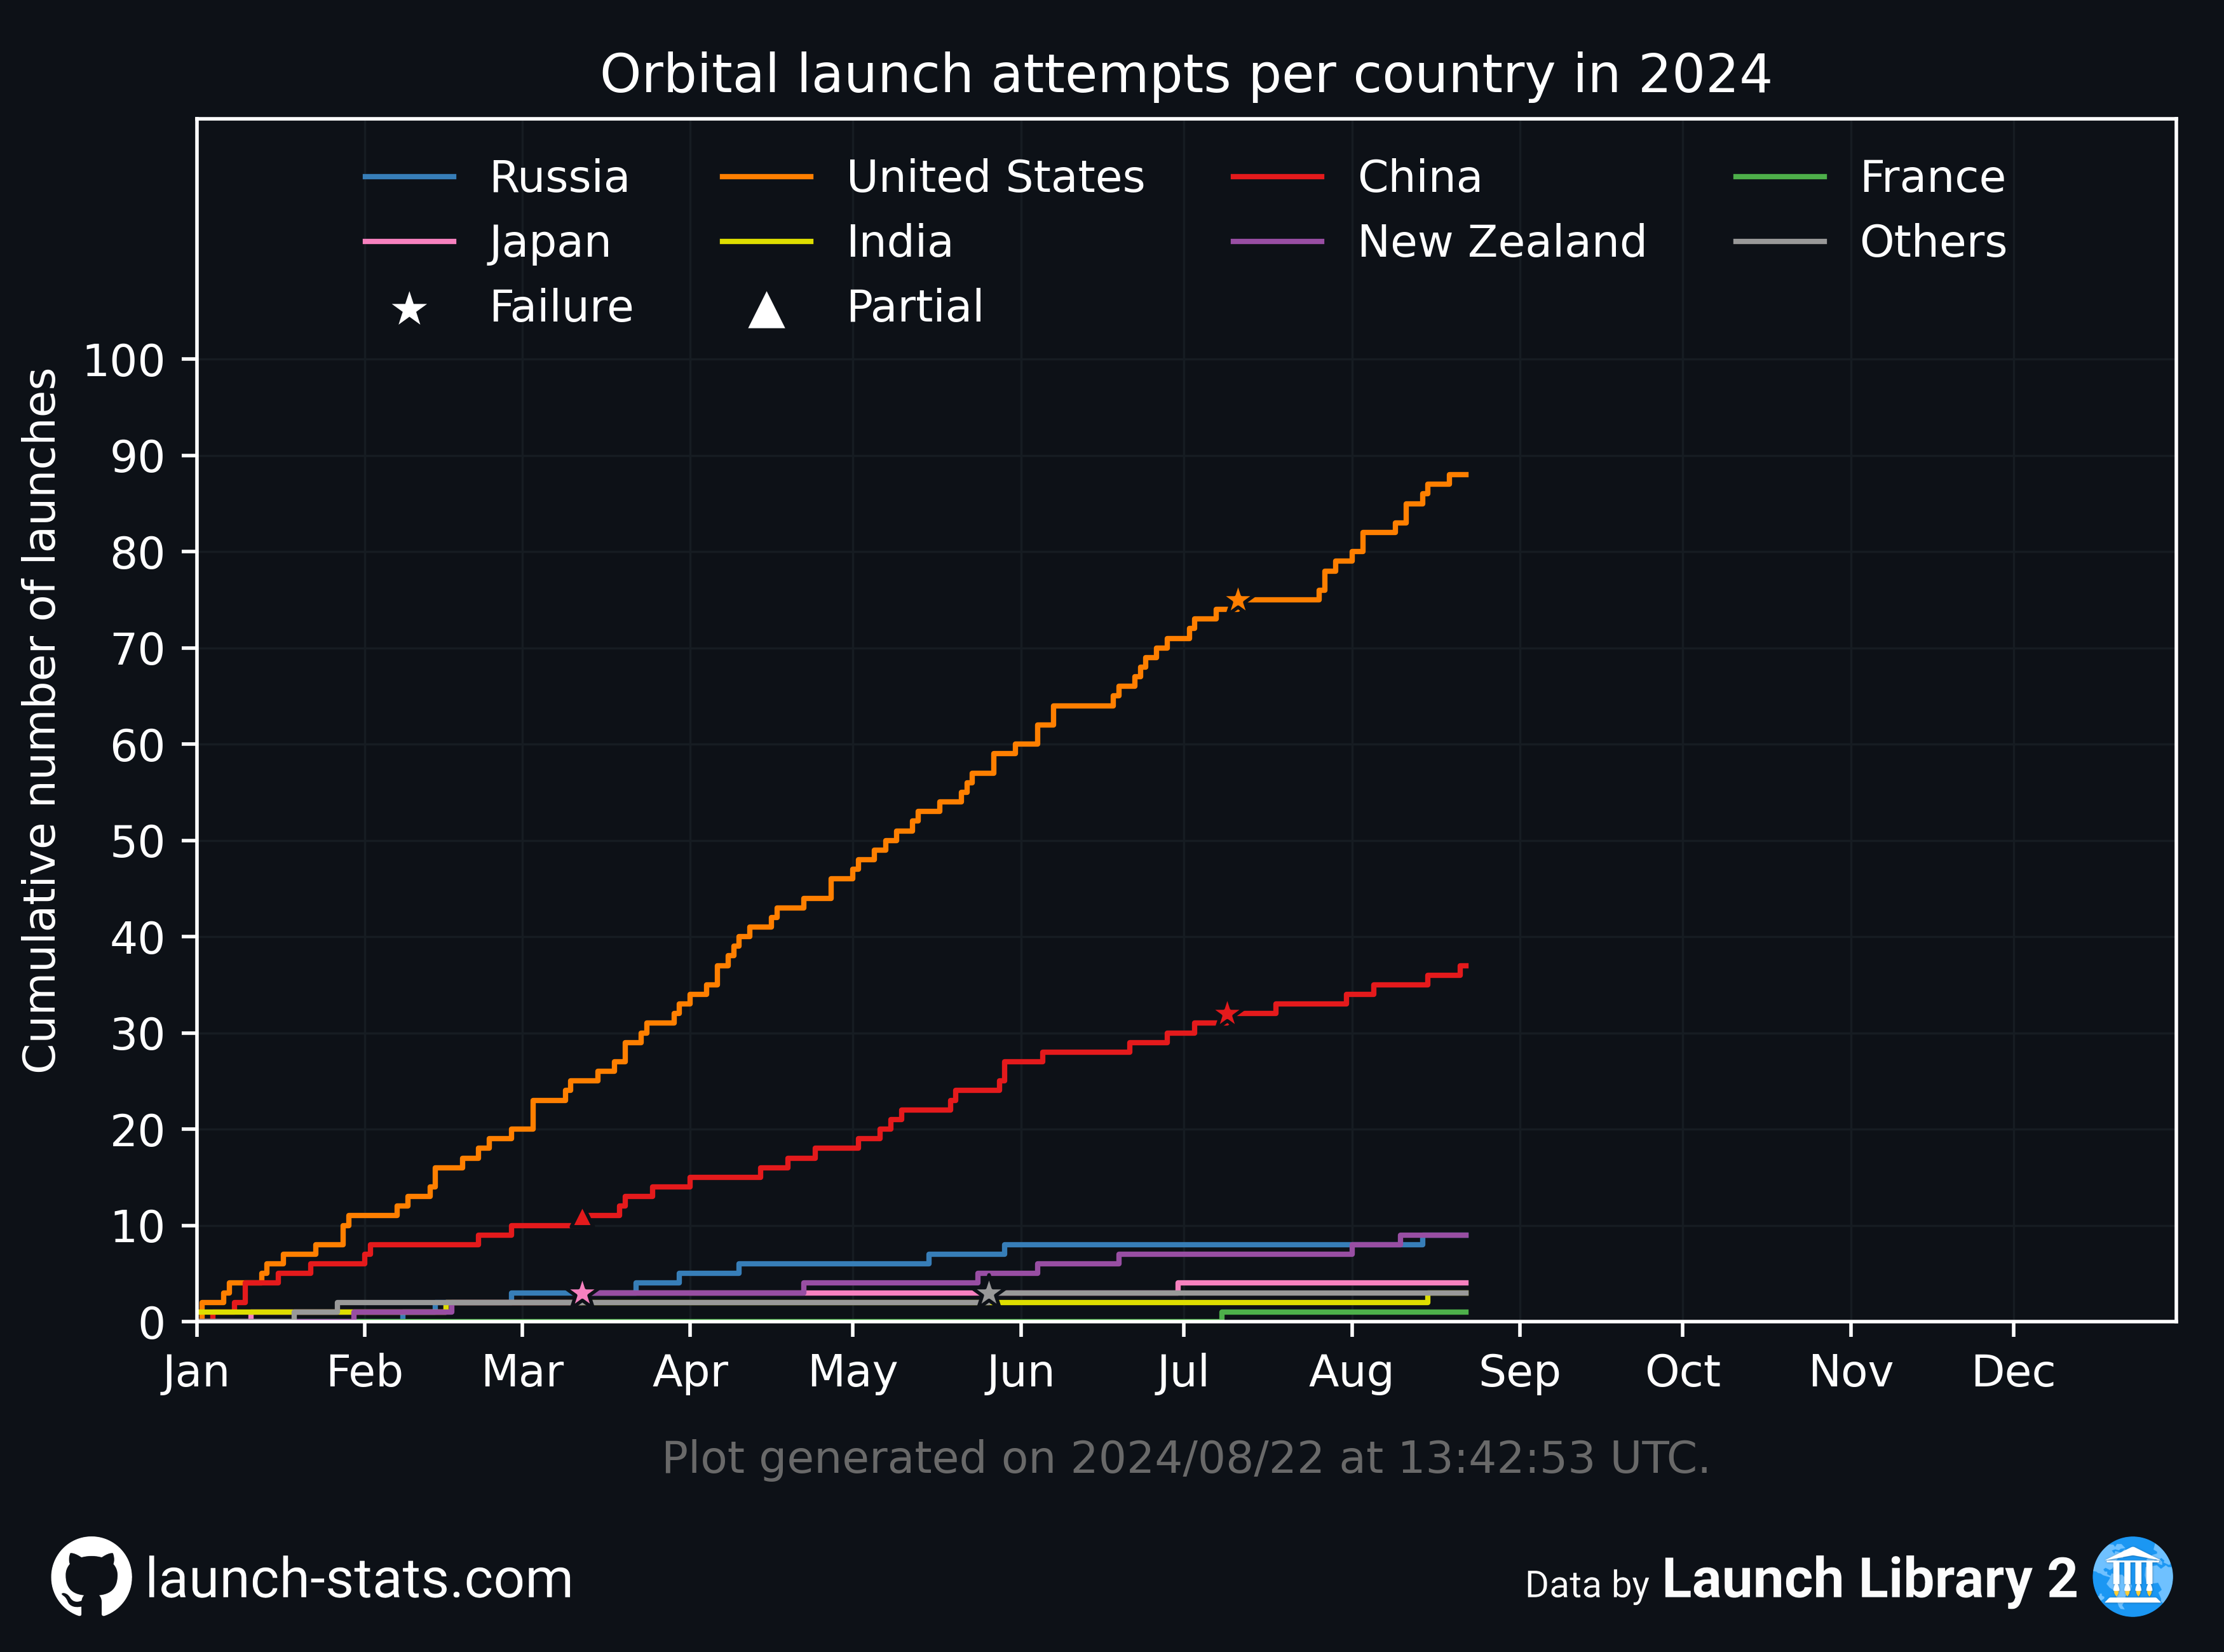 Orbital launch attempts per country in 2024
Russia United States China France
Japan India New Zealand Others
Failure Partial
Cumulative number of launches
100
90
80
70
60
50
40
30
20
10
0
Jan Feb Mar Apr May Jun Jul Aug Sep Oct Nov Dec
Plot generated on 2024/08/22 at 13:42:53 UTC.
launch-stats.com
Data by Launch Library 2